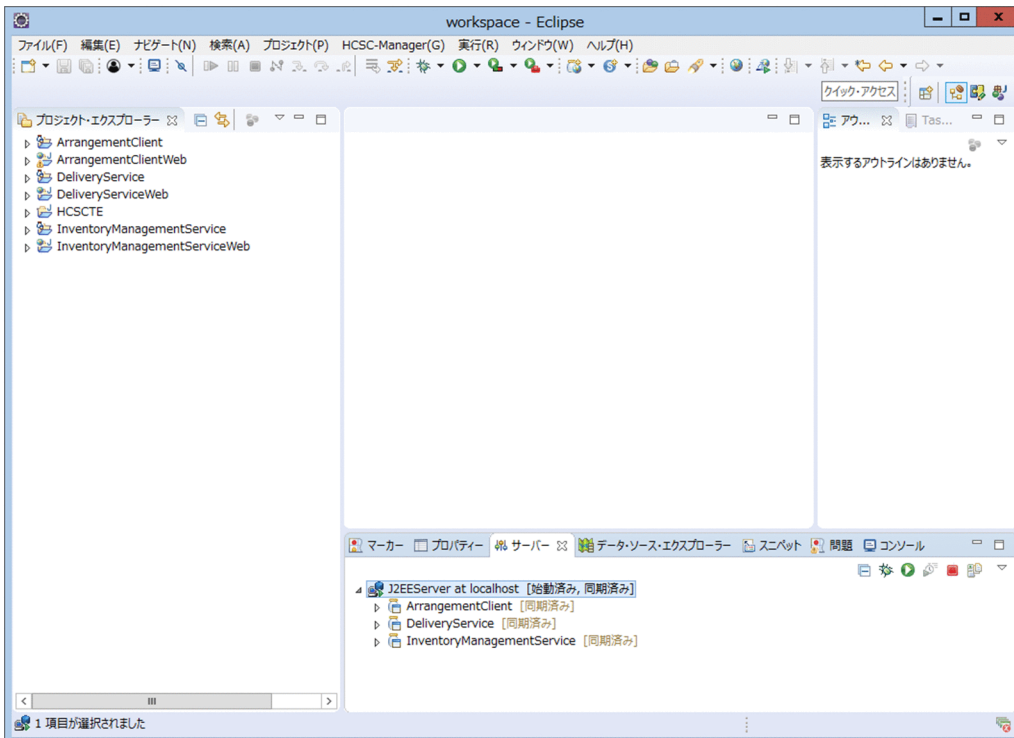 workspace - Eclipse
ファイル(F) 編集(E) ナビゲート(N) 検索(A) プロジェクト(P) HCSC-Manager(G) 実行(R) ウィンドウ(W) ヘルプ(H)
クイック・アクセス
プロジェクト・エクスプローラー
アウ... Tas...
ArrangementClient
ArrangementClientWeb
DeliveryService
DeliveryServiceWeb
HCSCTE
InventoryManagementService
InventoryManagementServiceWeb
表示するアウトラインはありません。
マーカー プロパティー サーバー データ・ソース・エクスプローラー スニペット 問題 コンソール
J2EEServer at localhost [始動済み, 同期済み]
ArrangementClient [同期済み]
DeliveryService [同期済み]
InventoryManagementService [同期済み]
1 項目が選択されました